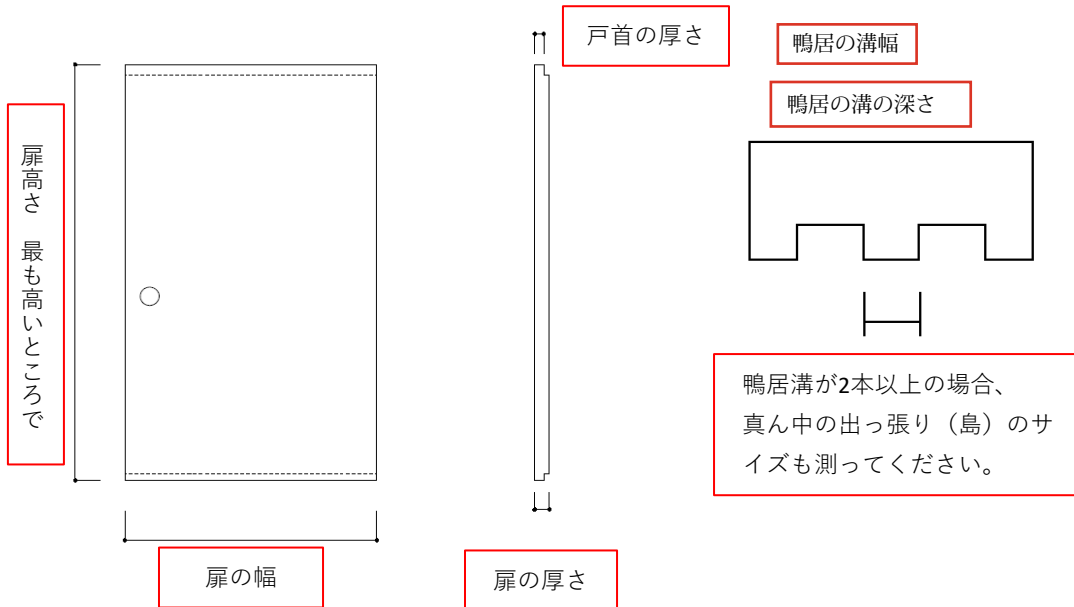 戸首の厚さ
鴨居の溝幅
鴨居の溝の深さ
扉高さ 最も高いところで
鴨居溝が2本以上の場合、
真ん中の出っ張り（島）のサ
イズも測ってください。
扉の幅
扉の厚さ